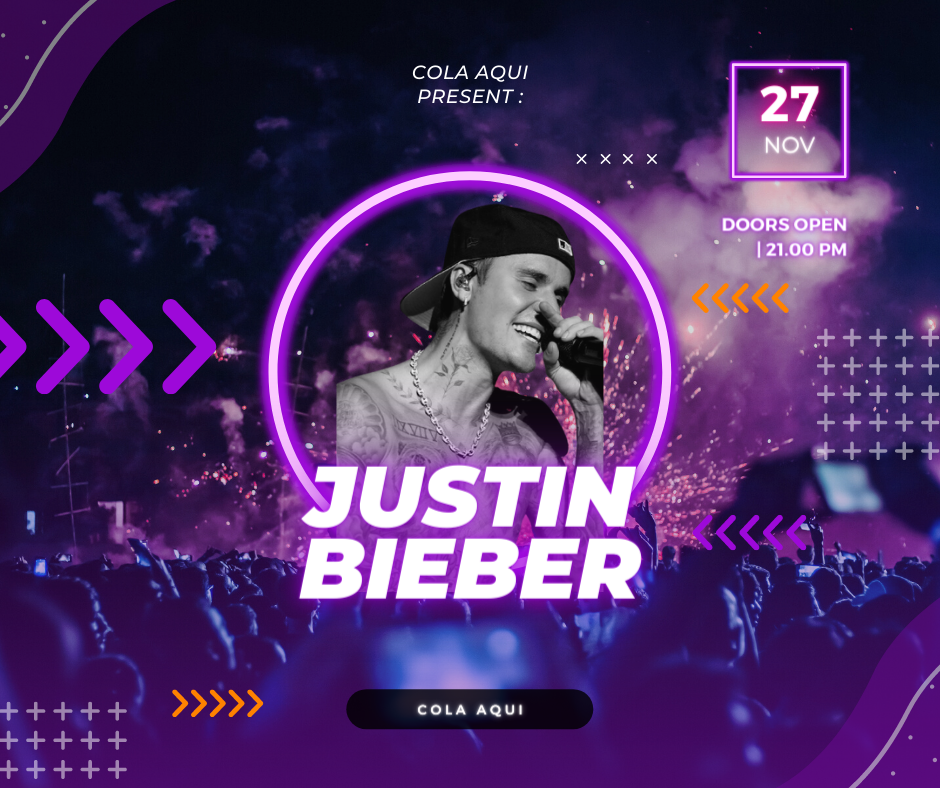 COLA AQUI
PRESENT :
27
NOV
DOORS OPEN
| 21.00 PM
JUSTIN
BIEBER
COLA AQUI